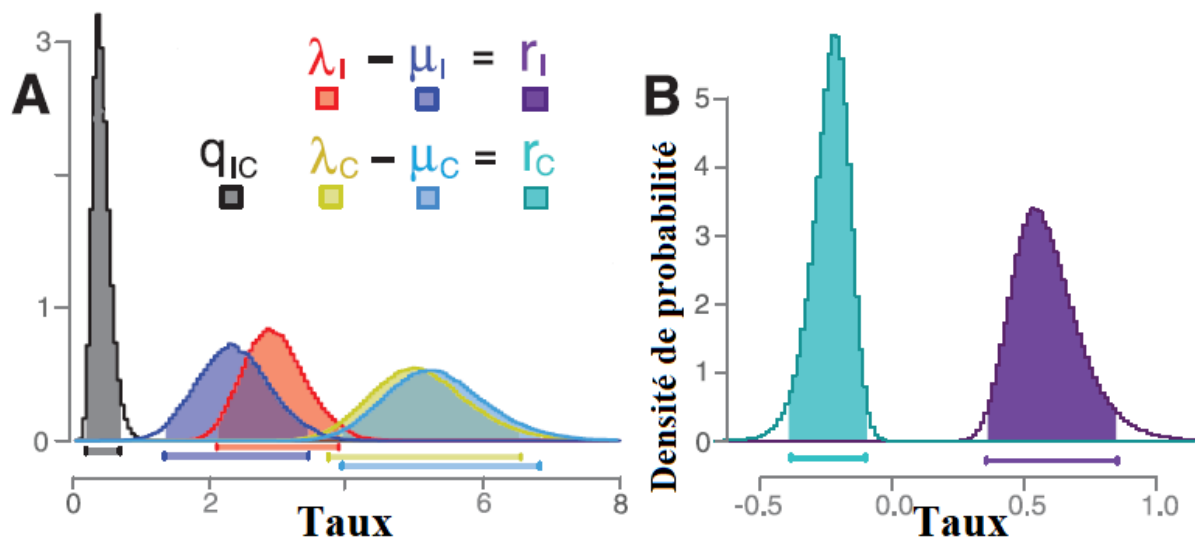 A
λI − μI = rI
qIC λC − μC = rC
3
1
0
0 2 6 8
Taux
B
Densité de probabilité
5
4
3
2
1
0
-0.5 0.0 0.5 1.0
Taux